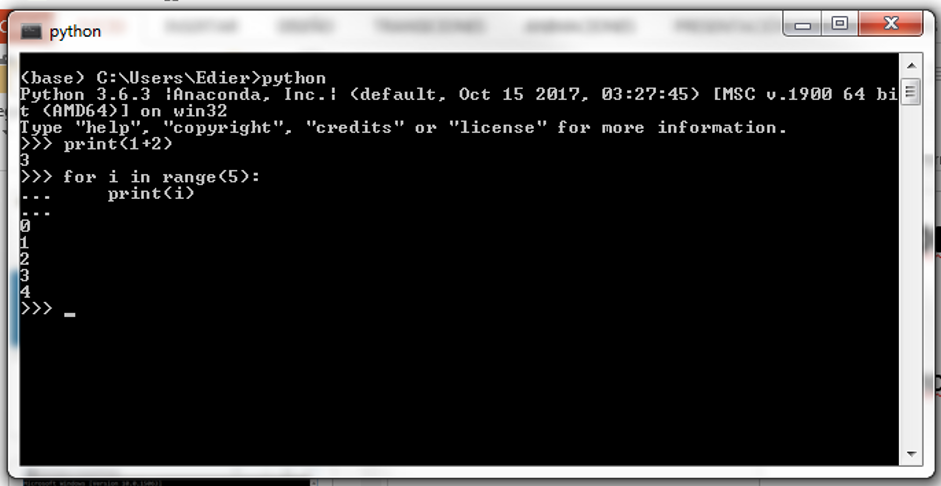 python
(base) C:\Users\Edier>python
Python 3.6.3 |Anaconda, Inc.| (default, Oct 15 2017, 03:27:45) [MSC v.1900 64 bi
t (AMD64)] on win32
Type "help", "copyright", "credits" or "license" for more information.
>>> print(1+2)
3
>>> for i in range(5):
...     print(i)
...
0
1
2
3
4
>>> _